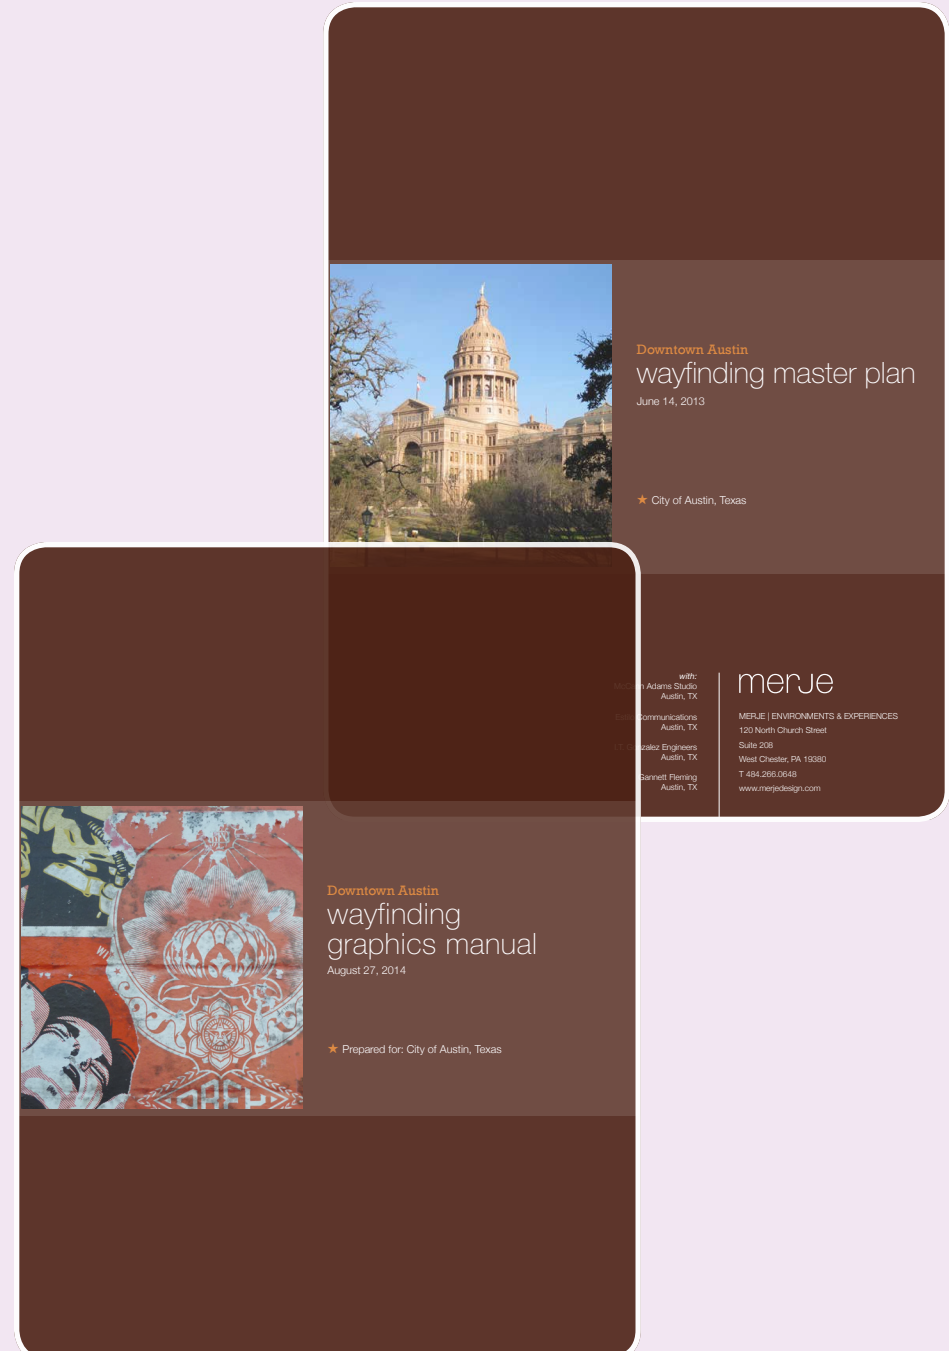 Downtown Austin
wayfinding master plan
June 14, 2013
★ City of Austin, Texas
with:
Adams Studio
Austin, TX
Communications
Austin, TX
Engineers
Austin, TX
Gannett Fleming
Austin, TX
merje
MERJE | ENVIRONMENTS & EXPERIENCES
120 North Church Street
Suite 208
West Chester, PA 19380
T 484.266.0648
www.merjedesign.com
Downtown Austin
wayfinding
graphics manual
August 27, 2014
★ Prepared for: City of Austin, Texas
OBEY